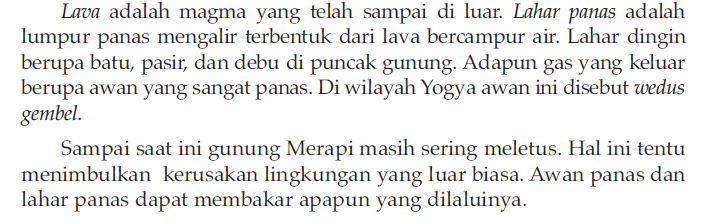 Lava adalah magma yang telah sampai di luar. Lahar panas adalah
lumpur panas mengalir terbentuk dari lava bercampur air. Lahar dingin
berupa batu, pasir, dan debu di puncak gunung. Adapun gas yang keluar
berupa awan yang sangat panas. Di wilayah Yogya awan ini disebut wedus
gembel.
Sampai saat ini gunung Merapi masih sering meletus. Hal ini tentu
menimbulkan kerusakan lingkungan yang luar biasa. Awan panas dan
lahar panas dapat membakar apapun yang dilaluinya.